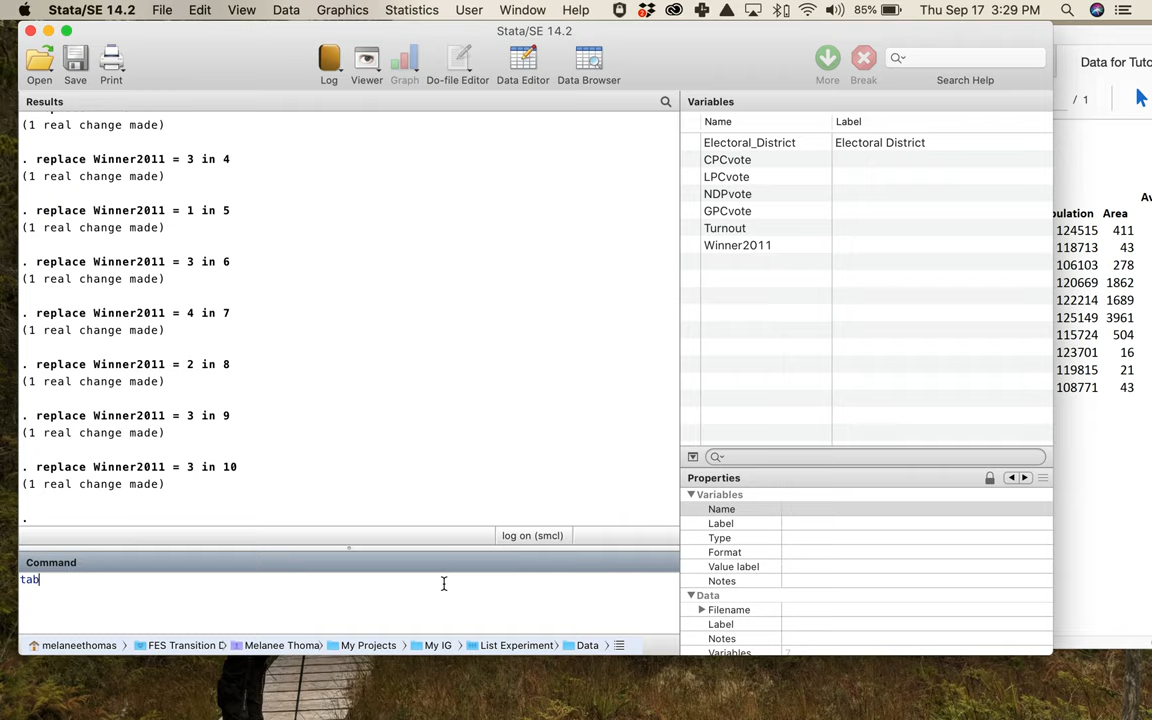 Stata/SE 14.2 File Edit View Data Graphics Statistics User Window Help 2 85% Thu Sep 17 3:29 PM
Stata/SE 14.2
Open Save Print Log Viewer Graph Do-file Editor Data Editor Data Browser More Break Search Help
Results
(1 real change made)
. replace Winner2011 = 3 in 4
(1 real change made)
. replace Winner2011 = 1 in 5
(1 real change made)
. replace Winner2011 = 3 in 6
(1 real change made)
. replace Winner2011 = 4 in 7
(1 real change made)
. replace Winner2011 = 2 in 8
(1 real change made)
. replace Winner2011 = 3 in 9
(1 real change made)
. replace Winner2011 = 3 in 10
(1 real change made)
.
log on (smcl)
Command
tab
melaneethomas FES Transition D Melanee Thoma My Projects My IG List Experiment Data
Variables
Name Label
Electoral_District Electoral District
CPCvote
LPCvote
NDPvote
GPCvote
Turnout
Winner2011
Properties
Variables
Name
Label
Type
Format
Value label
Notes
Data
Filename
Label
Notes
Variables 7
Data for Tuto
/ 1
Av
pulation Area
124515 411
118713 43
106103 278
120669 1862
122214 1689
125149 3961
115724 504
123701 16
119815 21
108771 43